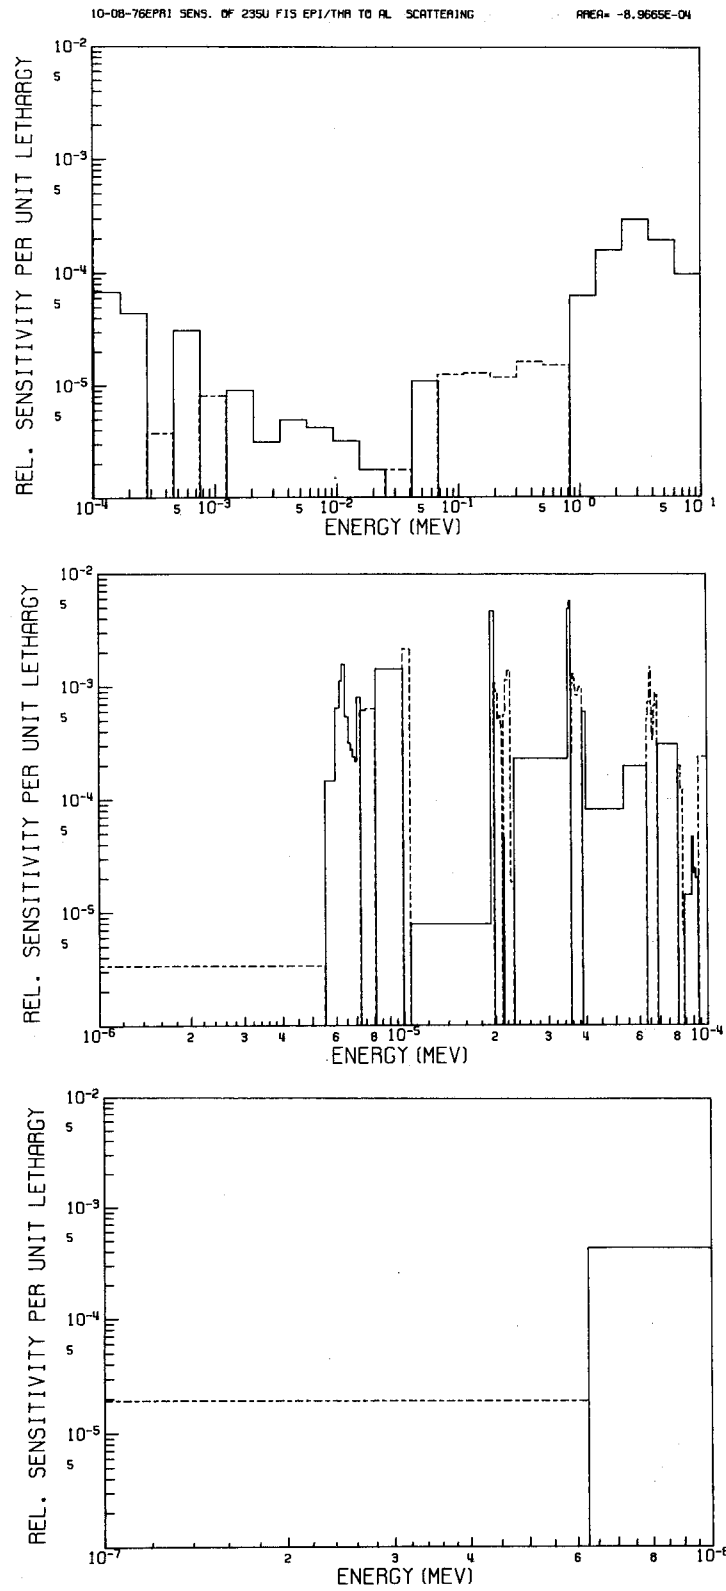 10-08-76EPRI SENS. OF 235U FIS EPI/THR TO AL SCATTERING AREA= -8.9665E-04
REL. SENSITIVITY PER UNIT LETHARGY
10-2
5
10-3
5
10-4
5
10-5
5
10-4 5 10-3 5 10-2 5 10-1 5 10 0 5 10 1
ENERGY (MEV)
REL. SENSITIVITY PER UNIT LETHARGY
10-2
5
10-3
5
10-4
5
10-5
5
10-6 2 3 4 6 8 10-5 2 3 4 6 8 10-4
ENERGY (MEV)
REL. SENSITIVITY PER UNIT LETHARGY
10-2
5
10-3
5
10-4
5
10-5
5
10-7 2 3 4 6 8 10-6
ENERGY (MEV)